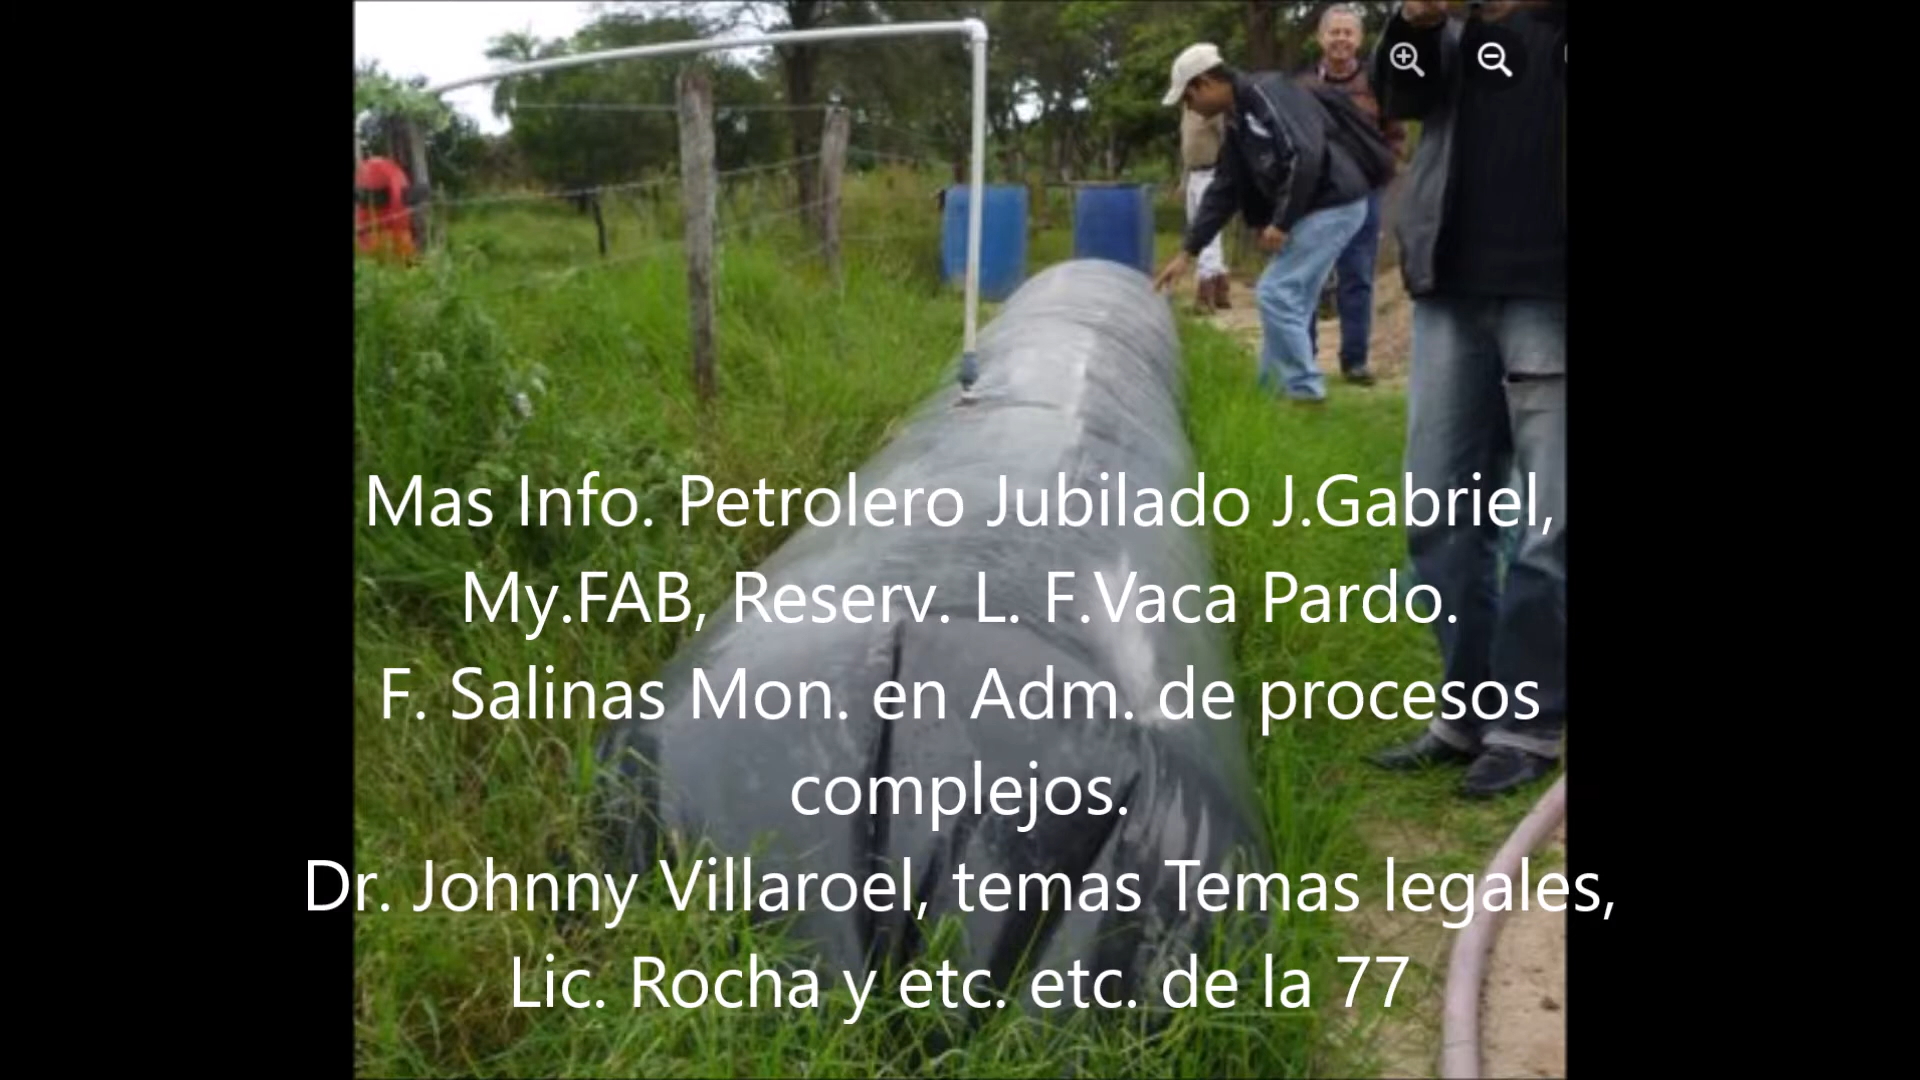 Mas Info. Petrolero Jubilado J.Gabriel,
My.FAB, Reserv. L. F.Vaca Pardo.
F. Salinas Mon. en Adm. de procesos
complejos.
Dr. Johnny Villaroel, temas Temas legales,
Lic. Rocha y etc. etc. de la 77